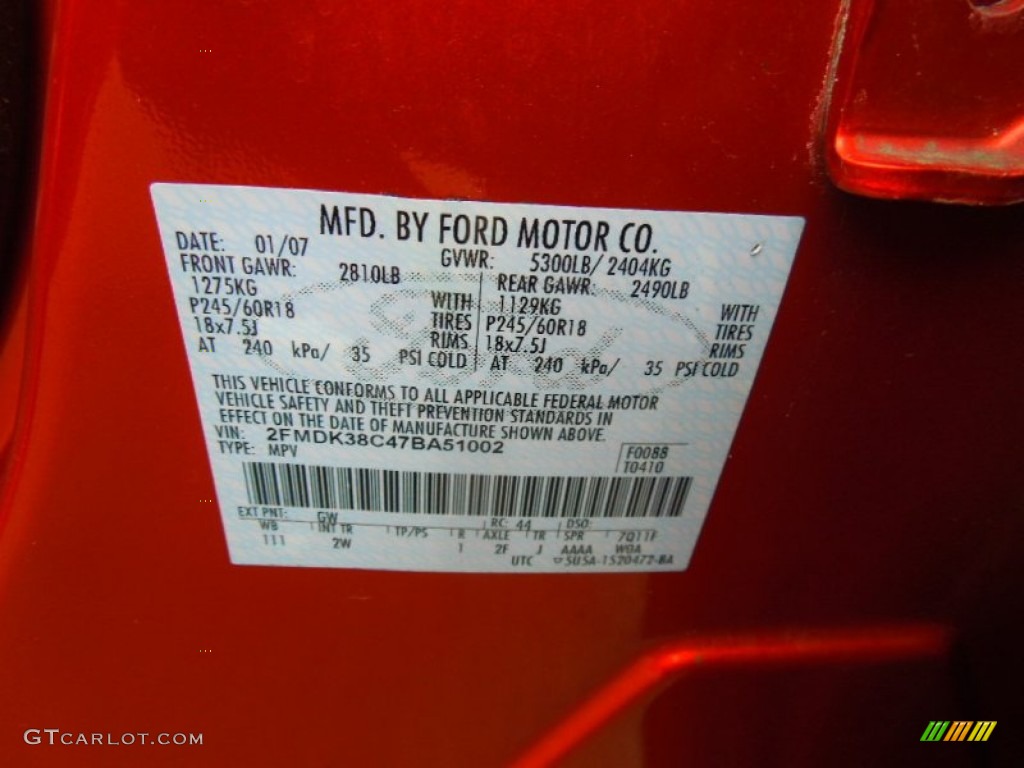 MFD. BY FORD MOTOR CO.
DATE: 01/07 GVWR: 5300LB/ 2404KG
FRONT GAWR: 2810LB REAR GAWR: 2490LB
1275KG WITH 1129KG WITH
P245/60R18 TIRES P245/60R18 TIRES
18x7.5J RIMS 18x7.5J RIMS
AT 240 kPa/ 35 PSI COLD AT 240 kPa/ 35 PSI COLD
THIS VEHICLE CONFORMS TO ALL APPLICABLE FEDERAL MOTOR
VEHICLE SAFETY AND THEFT PREVENTION STANDARDS IN
EFFECT ON THE DATE OF MANUFACTURE SHOWN ABOVE.
VIN: 2FMDK38C47BA51002
TYPE: MPV F0088
T0410
EXT PNT: GW RC: 44 DSO:
WB INT TR TP/PS R AXLE TR SPR 7Q11F
111 2W 1 2F J AAAA WGA
UTC 5U5A-1520472-BA
GTCARLOT.COM